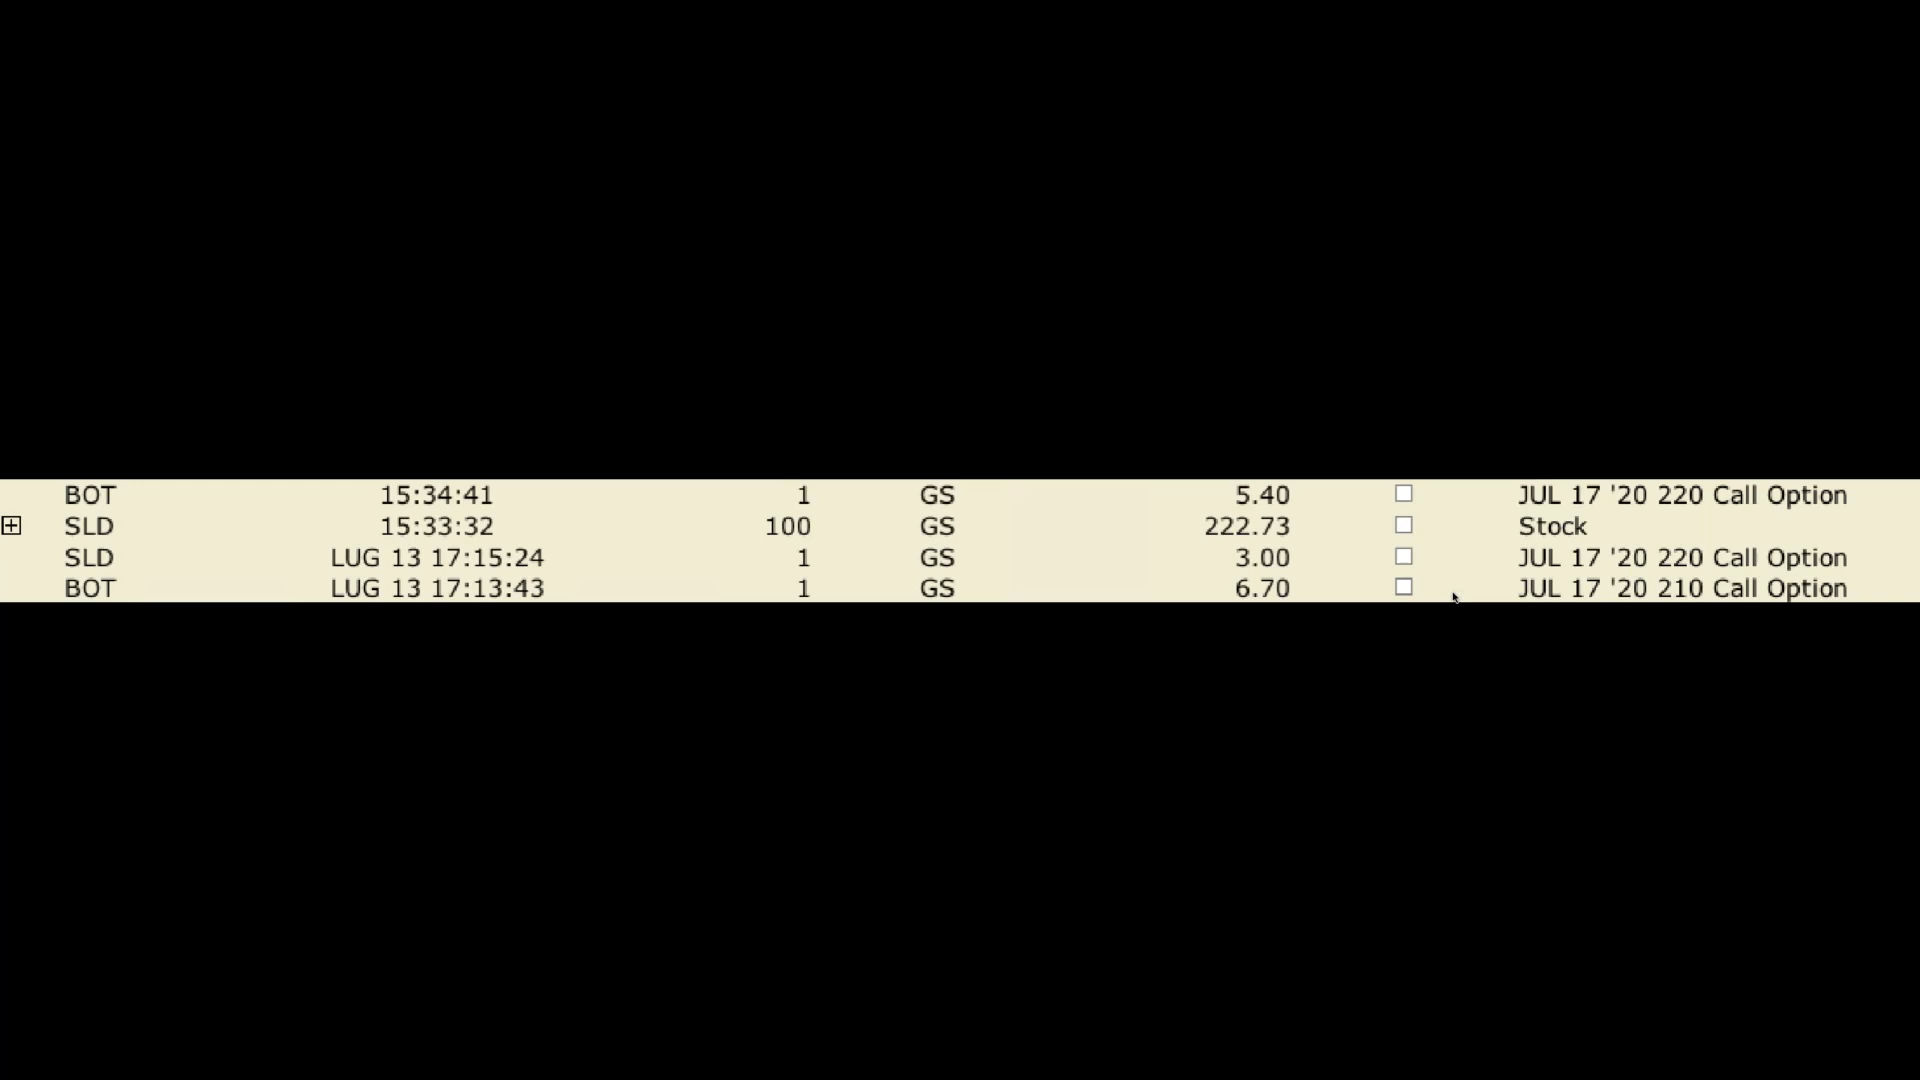 BOT 15:34:41 1 GS 5.40 JUL 17 '20 220 Call Option
SLD 15:33:32 100 GS 222.73 Stock
SLD LUG 13 17:15:24 1 GS 3.00 JUL 17 '20 220 Call Option
BOT LUG 13 17:13:43 1 GS 6.70 JUL 17 '20 210 Call Option